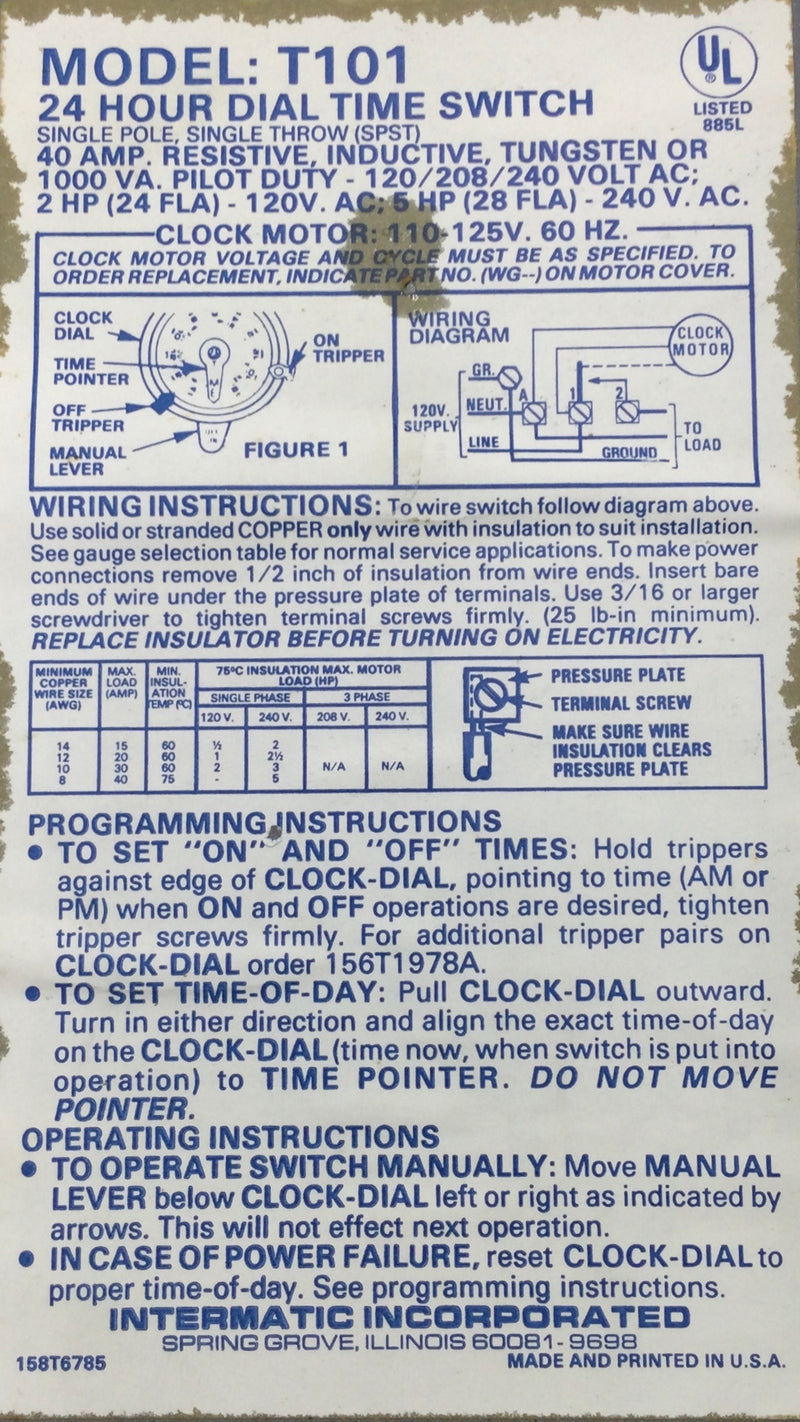 MODEL: T101
24 HOUR DIAL TIME SWITCH
SINGLE POLE, SINGLE THROW (SPST)
UL
®
LISTED
885L
40 AMP. RESISTIVE, INDUCTIVE, TUNGSTEN OR
1000 VA. PILOT DUTY - 120/208/240 VOLT AC;
2 HP (24 FLA) - 120V. AC; 5 HP (28 FLA) - 240 V. AC.
CLOCK MOTOR: 110-125V. 60 HZ.
CLOCK MOTOR VOLTAGE AND CYCLE MUST BE AS SPECIFIED. TO
ORDER REPLACEMENT, INDICATE PART NO. (WG--) ON MOTOR COVER.
CLOCK
DIAL
TIME
POINTER
OFF
TRIPPER
MANUAL
LEVER
ON
TRIPPER
FIGURE 1
WIRING
DIAGRAM
CLOCK
MOTOR
GR.
A
1
2
120V.
SUPPLY
NEUT.
LINE
GROUND
TO
LOAD
WIRING INSTRUCTIONS: To wire switch follow diagram above.
Use solid or stranded COPPER only wire with insulation to suit installation.
See gauge selection table for normal service applications. To make power
connections remove 1/2 inch of insulation from wire ends. Insert bare
ends of wire under the pressure plate of terminals. Use 3/16 or larger
screwdriver to tighten terminal screws firmly. (25 lb-in minimum).
REPLACE INSULATOR BEFORE TURNING ON ELECTRICITY.
MINIMUM
COPPER
WIRE SIZE
(AWG)
MAX.
LOAD
(AMP)
MIN.
INSUL-
ATION
TEMP (°C)
75°C INSULATION MAX. MOTOR
LOAD (HP)
SINGLE PHASE 3 PHASE
120 V. 240 V. 208 V. 240 V.
14 15 60 ½ 2
12 20 60 1 2½
10 30 60 2 3 N/A N/A
8 40 75 - 5
PRESSURE PLATE
TERMINAL SCREW
MAKE SURE WIRE
INSULATION CLEARS
PRESSURE PLATE
PROGRAMMING INSTRUCTIONS
• TO SET "ON" AND "OFF" TIMES: Hold trippers
against edge of CLOCK-DIAL, pointing to time (AM or
PM) when ON and OFF operations are desired, tighten
tripper screws firmly. For additional tripper pairs on
CLOCK-DIAL order 156T1978A.
• TO SET TIME-OF-DAY: Pull CLOCK-DIAL outward.
Turn in either direction and align the exact time-of-day
on the CLOCK-DIAL (time now, when switch is put into
operation) to TIME POINTER. DO NOT MOVE
POINTER.
OPERATING INSTRUCTIONS
• TO OPERATE SWITCH MANUALLY: Move MANUAL
LEVER below CLOCK-DIAL left or right as indicated by
arrows. This will not effect next operation.
• IN CASE OF POWER FAILURE, reset CLOCK-DIAL to
proper time-of-day. See programming instructions.
INTERMATIC INCORPORATED
SPRING GROVE, ILLINOIS 60081-9698
158T6785
MADE AND PRINTED IN U.S.A.